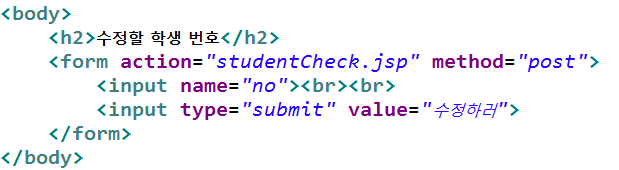 <body>
<h2>수정할 학생 번호</h2>
<form action="studentCheck.jsp" method="post">
<input name="no"><br><br>
<input type="submit" value="수정하러">
</form>
</body>